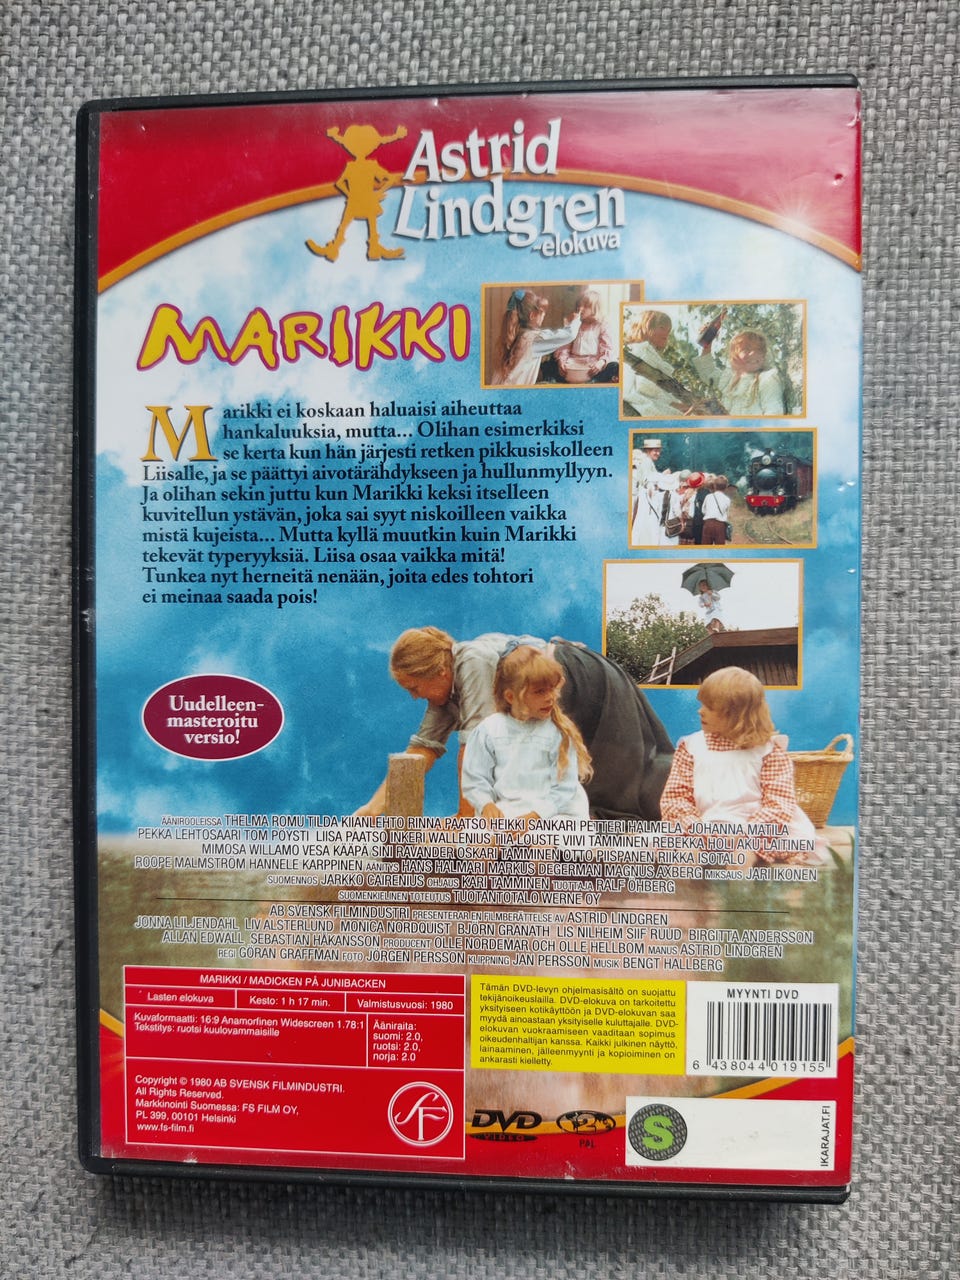 Astrid
Lindgren
-elokuva
MARIKKI
Marikki ei koskaan haluaisi aiheuttaa
hankaluuksia, mutta... Olihan esimerkiksi
se kerta kun hän järjesti retken pikkusiskolleen
Liisalle, ja se päättyi aivotärähdykseen ja hullunmyllyyn.
Ja olihan sekin juttu kun Marikki keksi itselleen
kuvitellun ystävän, joka sai syyt niskoilleen vaikka
mistä kujeista... Mutta kyllä muutkin kuin Marikki
tekevät typeryyksiä. Liisa osaa vaikka mitä!
Tunkea nyt herneitä nenään, joita edes tohtori
ei meinaa saada pois!
Uudelleen-
masteroitu
versio!
ÄÄNIROOLEISSA THELMA ROMU TILDA KIIANLEHTO RINNA PAATSO HEIKKI SANKARI PETTERI HALMELA JOHANNA MATILA
PEKKA LEHTOSAARI TOM PÖYSTI LIISA PAATSO INKERI WALLENIUS TIIA LOUSTE VIIVI TAMMINEN REBEKKA HOLI AKU LAITINEN
MIMOSA WILLAMO VESA KÄÄPÄ SINI RAVANDER OSKARI TAMMINEN OTTO PIISPANEN RIIKKA ISOTALO
ROOPE MALMSTRÖM HANNELE KARPPINEN ÄÄNITYS HANS HALMARI MARKUS DEGERMAN MAGNUS AXBERG MIKSAUS JARI IKONEN
SUOMENNOS JARKKO CAIRENIUS OHJAUS KARI TAMMINEN TUOTTAJA RALF ÖHBERG
SUOMENKIELINEN TOTEUTUS TUOTANTOTALO WERNE OY
AB SVENSK FILMINDUSTRI PRESENTERAR EN FILMBERÄTTELSE AV ASTRID LINDGREN
JONNA LILJENDAHL LIV ALSTERLUND MONICA NORDQUIST BJÖRN GRANATH LIS NILHEIM SIIF RUUD BIRGITTA ANDERSSON
ALLAN EDWALL SEBASTIAN HÅKANSSON PRODUCENT OLLE NORDEMAR OCH OLLE HELLBOM MANUS ASTRID LINDGREN
REGI GÖRAN GRAFFMAN FOTO JÖRGEN PERSSON KLIPPNING JAN PERSSON MUSIK BENGT HALLBERG
MARIKKI / MADICKEN PÅ JUNIBACKEN
Lasten elokuva Kesto: 1 h 17 min. Valmistusvuosi: 1980
Kuvaformaatti: 16:9 Anamorfinen Widescreen 1.78:1
Tekstitys: ruotsi kuulovammaisille
Ääniraita:
suomi: 2.0,
ruotsi: 2.0,
norja: 2.0
Copyright © 1980 AB SVENSK FILMINDUSTRI.
All Rights Reserved.
Markkinointi Suomessa: FS FILM OY,
PL 399, 00101 Helsinki
www.fs-film.fi
SF
Tämän DVD-levyn ohjelmasisältö on suojattu
tekijänoikeuslailla. DVD-elokuva on tarkoitettu
yksityiseen kotikäyttöön ja DVD-elokuvan saa
myydä ainoastaan yksityiselle kuluttajalle. DVD-
elokuvan vuokraamiseen vaaditaan sopimus
oikeudenhaltijan kanssa. Kaikki julkinen näyttö,
lainaaminen, jälleenmyynti ja kopioiminen on
ankarasti kielletty.
MYYNTI DVD
6 438044 019155
DVD
VIDEO
2
PAL
S
IKARAJAT.FI